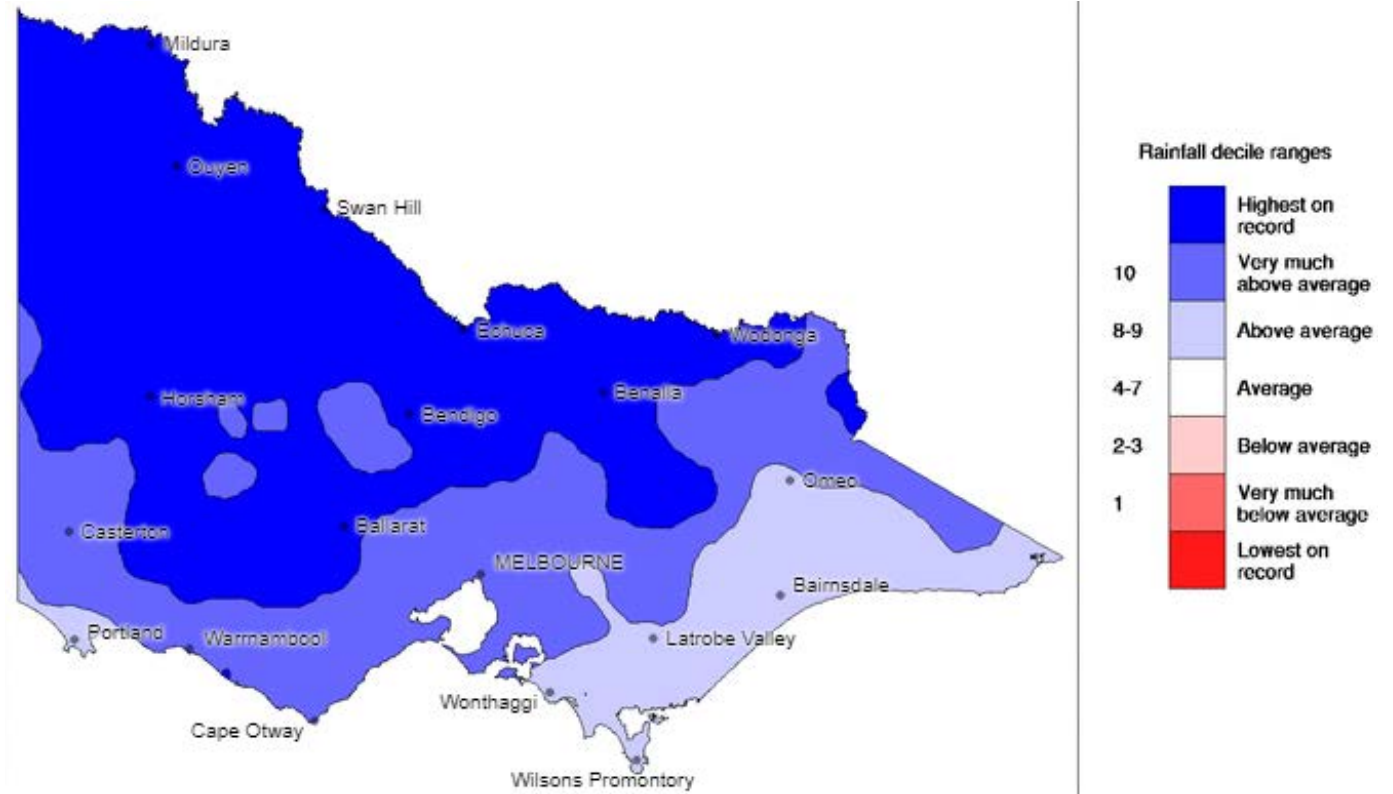 Mildura
Ouyen
Swan Hill
Echuca
Wodonga
Horsham
Bendigo
Benalla
Omeo
Casterton
Ballarat
MELBOURNE
Bairnsdale
Portland
Warrnambool
Latrobe Valley
Wonthaggi
Cape Otway
Wilsons Promontory
Rainfall decile ranges
Highest on
record
10
Very much
above average
8-9
Above average
4-7
Average
2-3
Below average
1
Very much
below average
Lowest on
record